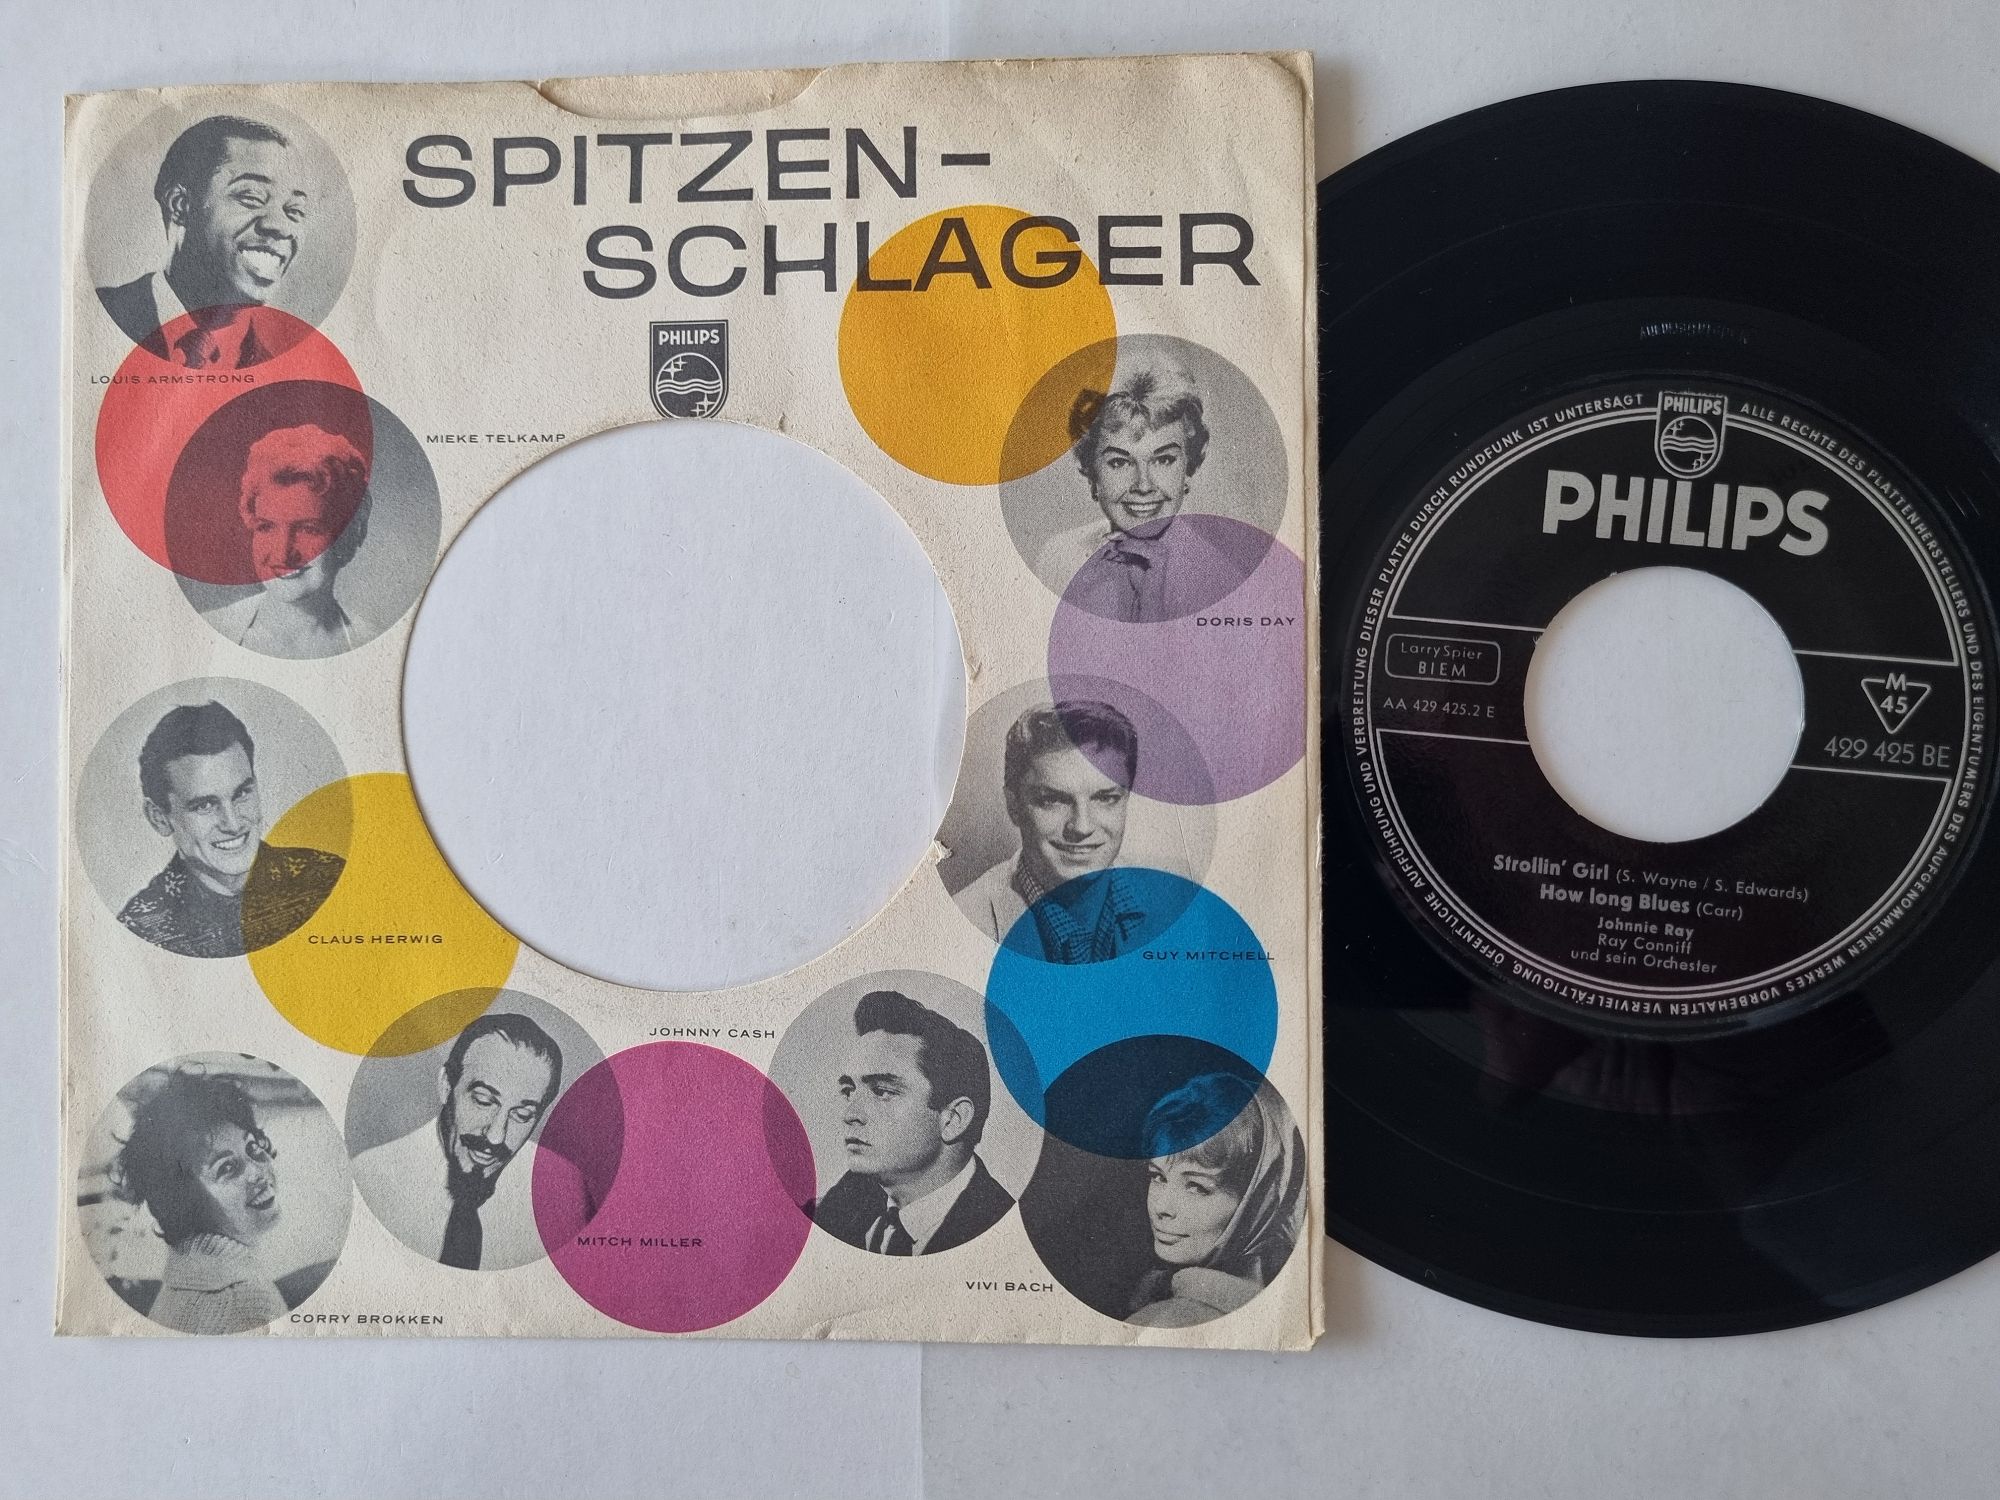 SPITZEN-
SCHLAGER
PHILIPS
LOUIS ARMSTRONG
MIEKE TELKAMP
DORIS DAY
CLAUS HERWIG
GUY MITCHELL
JOHNNY CASH
MITCH MILLER
VIVI BACH
CORRY BROKKEN
PHILIPS
ALLE RECHTE DES PLATTENHERSTELLERS UND DES EIGENTUMERS DES AUFGENOMMENEN WERKES VORBEHALTEN VERVIELFÄLTIGUNG, ÖFFENTLICHE AUFFÜHRUNG UND VERBREITUNG DIESER PLATTE DURCH RUNDFUNK IST UNTERSAGT
PHILIPS
Larry Spier
BIEM
AA 429 425.2 E
M
45
429 425 BE
Strollin' Girl (S. Wayne / S. Edwards)
How long Blues (Carr)
Johnnie Ray
Ray Conniff
und sein Orchester